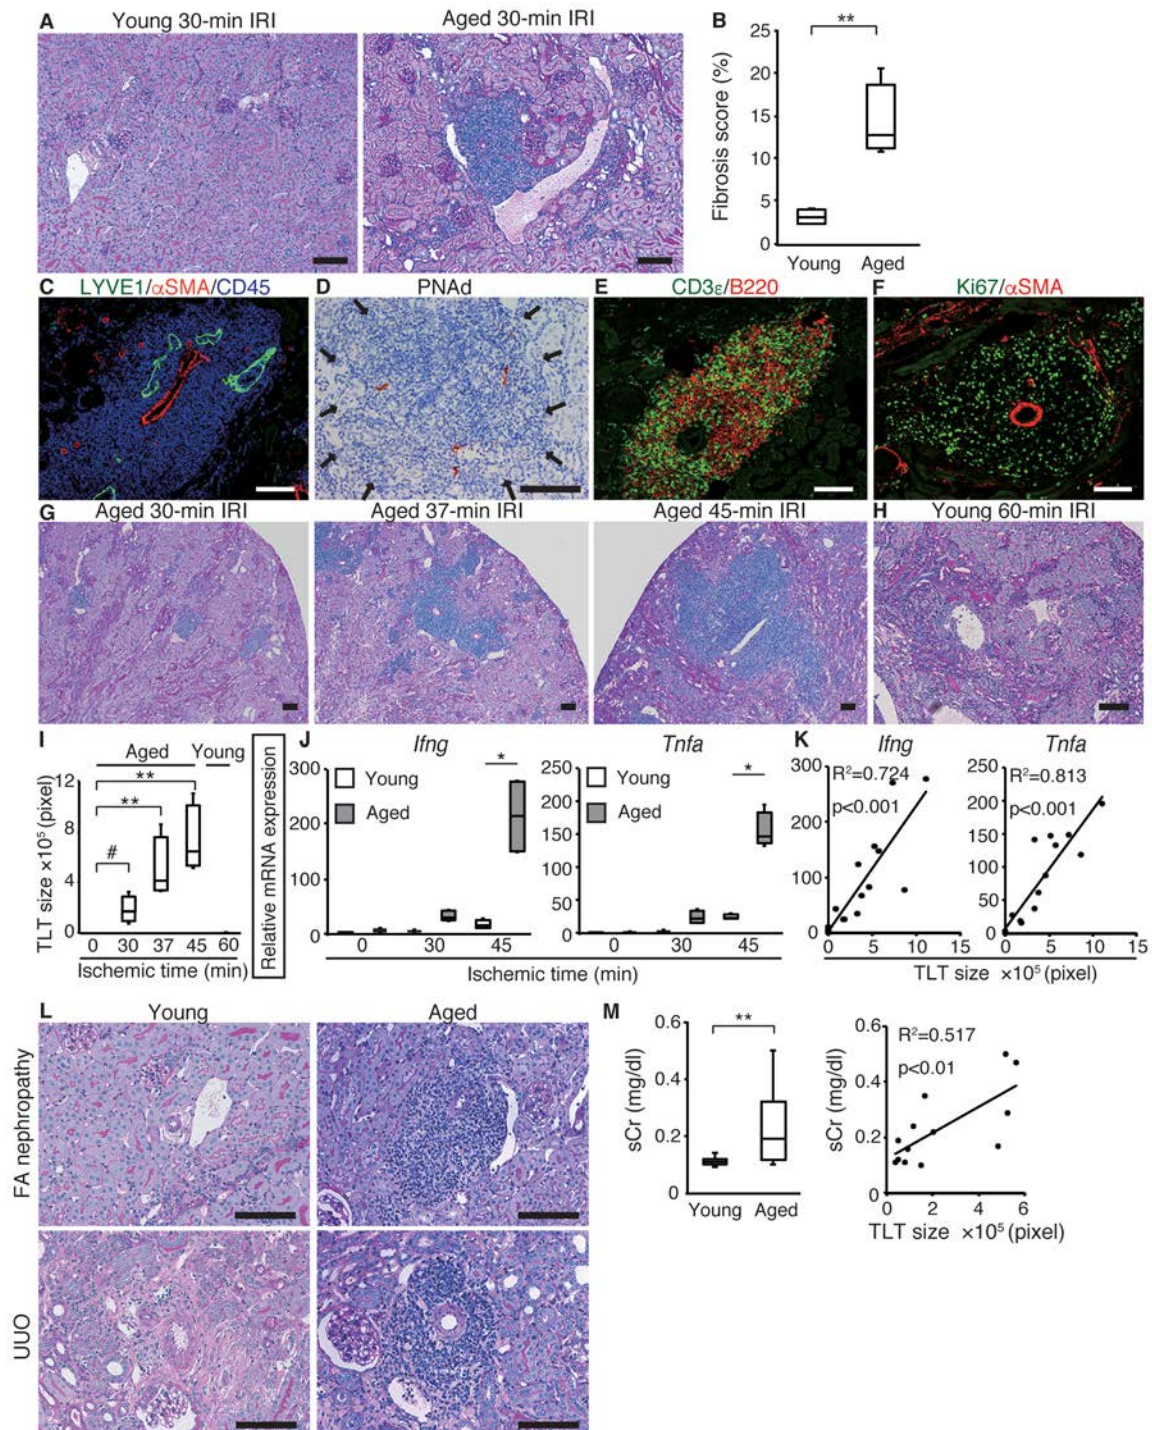 A
Young 30-min IRI
Aged 30-min IRI
B
**
Fibrosis score (%)
25
20
15
10
5
0
Young Aged
C LYVE1/αSMA/CD45
D PNAd
E CD3ε/B220
F Ki67/αSMA
G Aged 30-min IRI
Aged 37-min IRI
Aged 45-min IRI
H Young 60-min IRI
I
Aged Young
**
**
#
TLT size ×10⁵ (pixel)
12
8
4
0
0 30 37 45 60
Ischemic time (min)
Relative mRNA expression
J
Ifng
300
200
100
0
Young
Aged
*
0 30 45
Tnfa
250
200
150
100
50
0
Young
Aged
*
0 30 45
Ischemic time (min)
K
Ifng
300
200
100
0
R²=0.724
p<0.001
0 5 10 15
Tnfa
250
200
150
100
50
0
R²=0.813
p<0.001
0 5 10 15
TLT size ×10⁵ (pixel)
L
Young
Aged
FA nephropathy
UUO
M
**
sCr (mg/dl)
0.6
0.4
0.2
0
Young Aged
sCr (mg/dl)
0.6
0.4
0.2
0
R²=0.517
p<0.01
0 2 4 6
TLT size ×10⁵ (pixel)